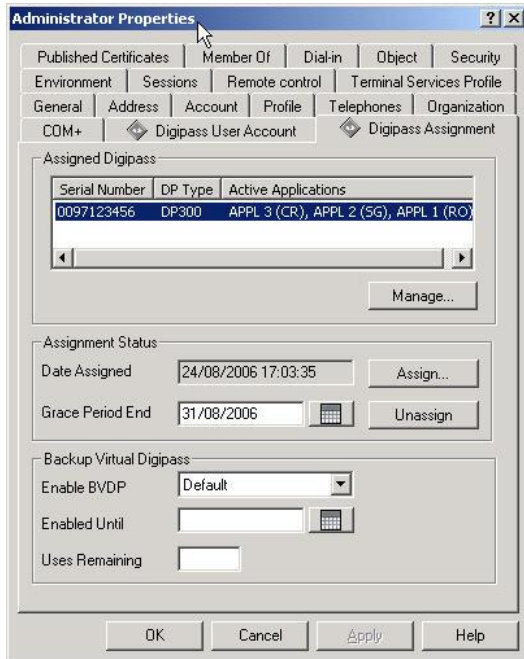 Administrator Properties ? X
Published Certificates Member Of Dial-in Object Security
Environment Sessions Remote control Terminal Services Profile
General Address Account Profile Telephones Organization
COM+ Digipass User Account Digipass Assignment
Assigned Digipass
Serial Number DP Type Active Applications
0097123456 DP300 APPL 3 (CR), APPL 2 (SG), APPL 1 (RO)
Manage...
Assignment Status
Date Assigned 24/08/2006 17:03:35 Assign...
Grace Period End 31/08/2006 Unassign
Backup Virtual Digipass
Enable BVDP Default
Enabled Until
Uses Remaining
OK Cancel Apply Help